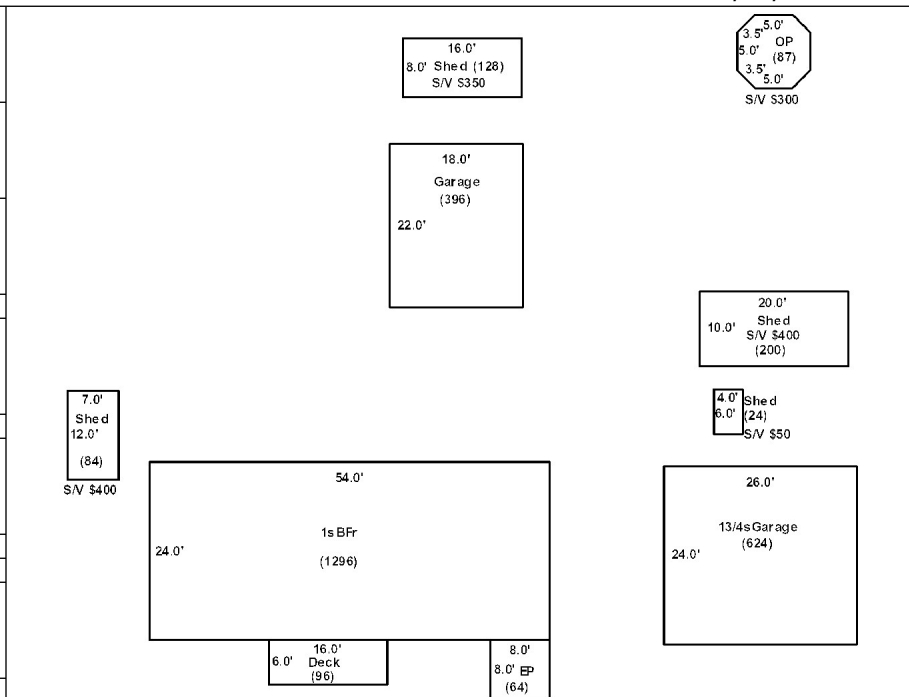 16.0'
8.0' Shed (128)
S/V $350
5.0'
3.5'
OP
5.0'
(87)
3.5'
5.0'
S/V $300
18.0'
Garage
(396)
22.0'
20.0'
Shed
10.0'
S/V $400
(200)
7.0'
Shed
12.0'
(84)
S/V $400
4.0' Shed
6.0' (24)
S/V $50
54.0'
1s BFr
24.0'
(1296)
26.0'
13/4s Garage
(624)
24.0'
16.0'
6.0' Deck
(96)
8.0'
8.0' EP
(64)